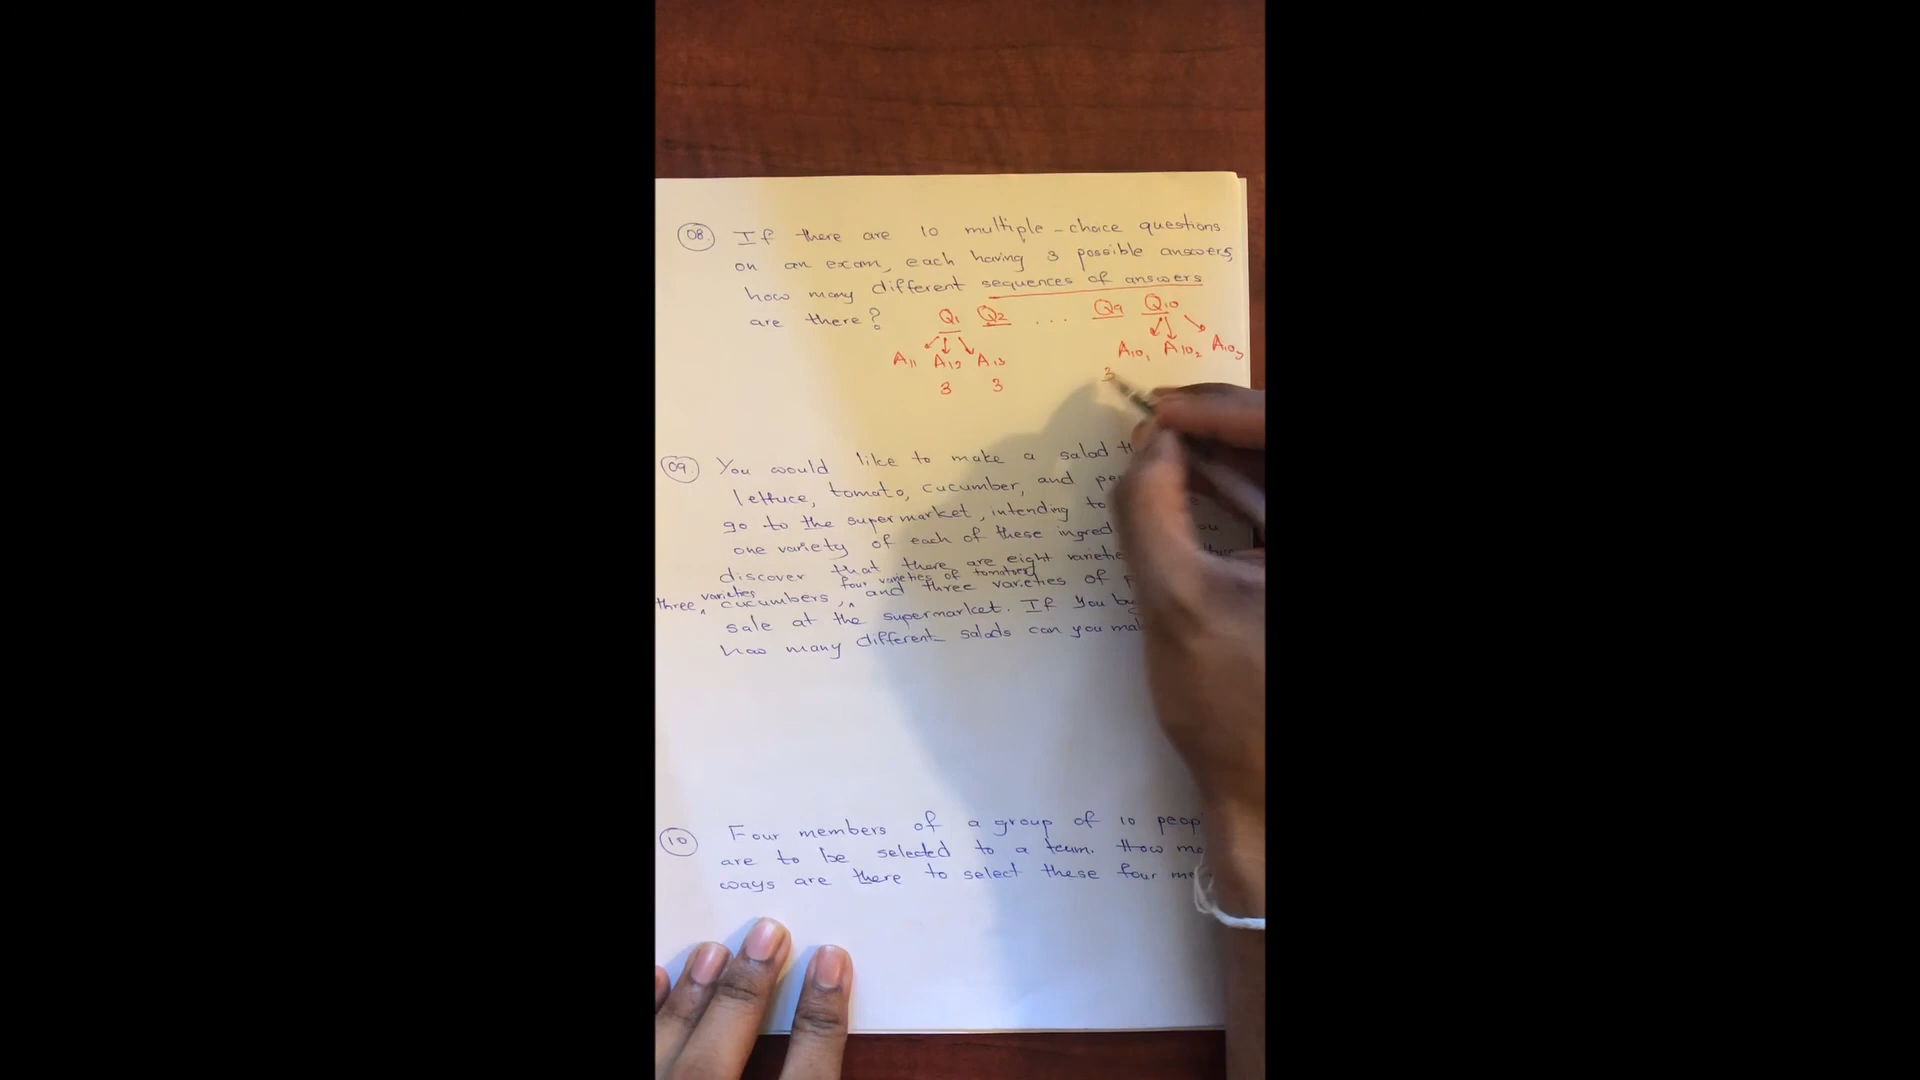 08. If there are 10 multiple-choice questions
on an exam, each having 3 possible answers,
how many different sequences of answers
are there?
Q1 Q2 ... Q9 Q10
A11 A12 A13 A101 A102 A103
3 3 3
09. You would like to make a salad
lettuce, tomato, cucumber, and
go to the supermarket, intending to
one variety of each of these
discover that there are eight
four varieties of tomatoes
three varieties cucumbers, and three varieties of
sale at the supermarket. If you
how many different salads can you
10 Four members of a group of 10
are to be selected to a team. How
ways are there to select these four